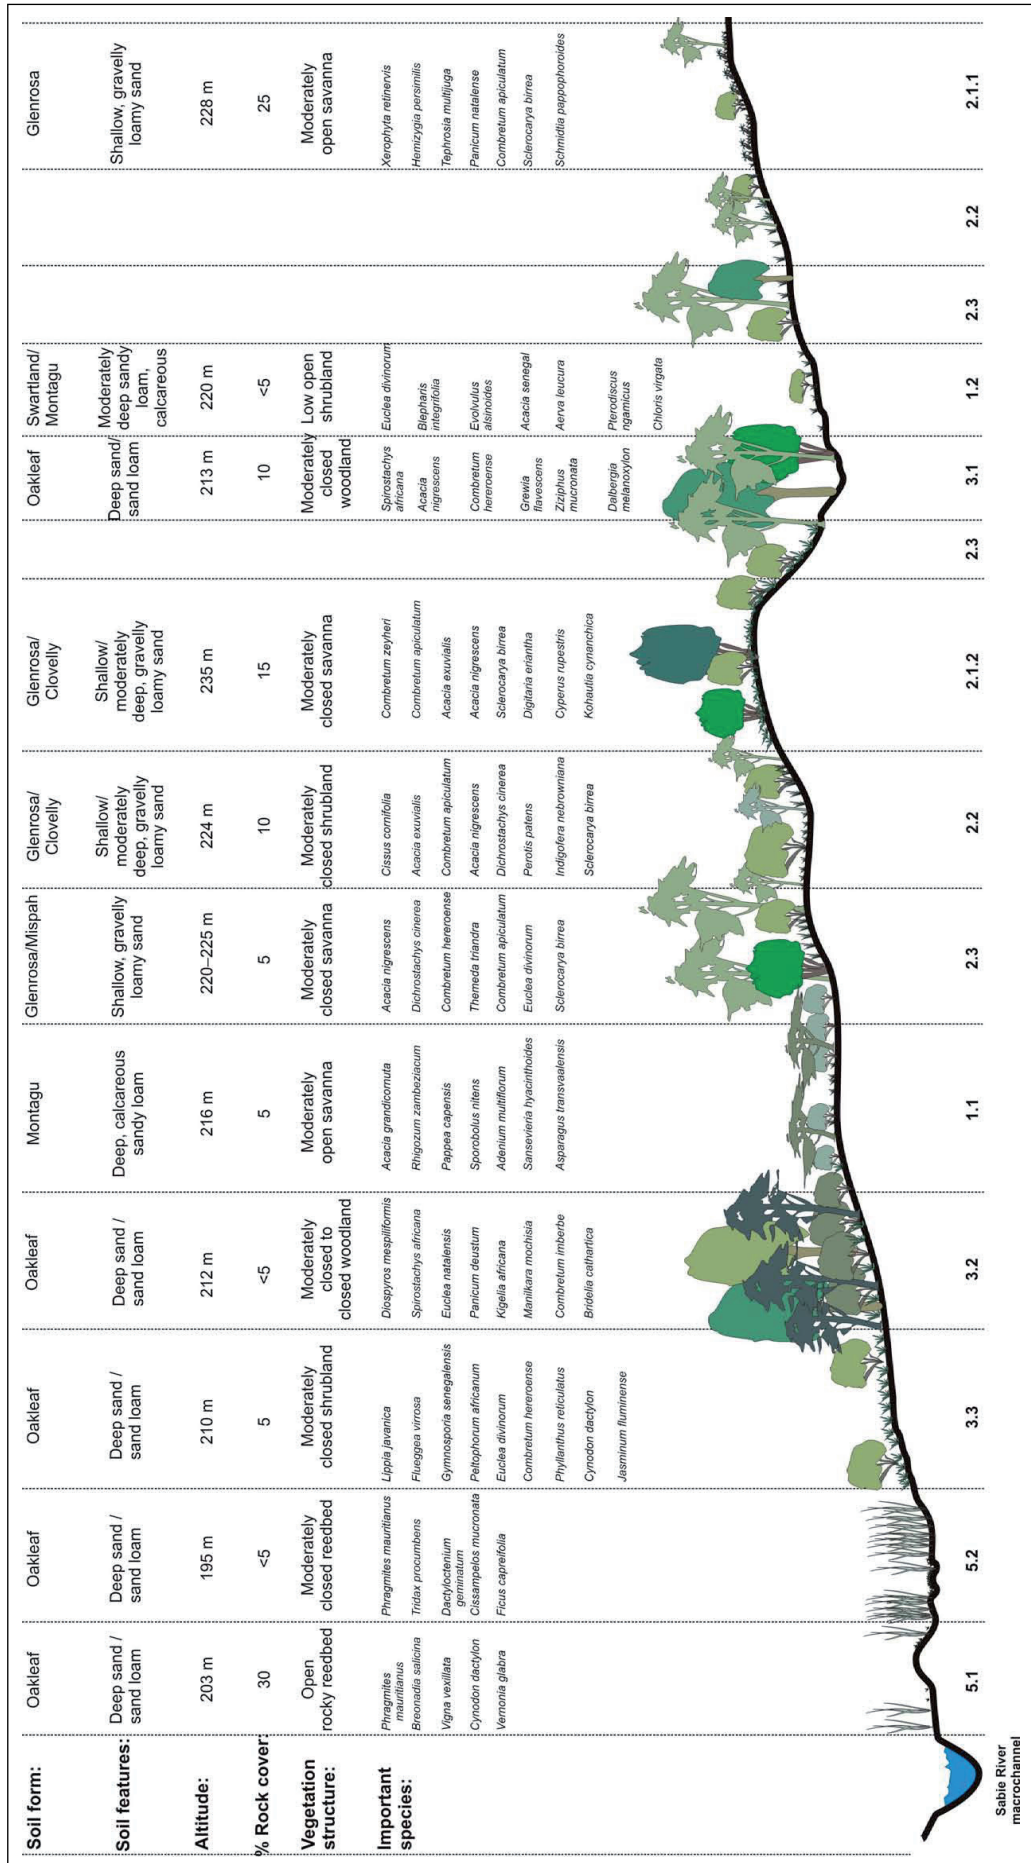 Soil form:
Oakleaf
Oakleaf
Oakleaf
Oakleaf
Montagu
Glenrosa/Mispah
Glenrosa/
Clovelly
Glenrosa/
Clovelly
Oakleaf
Swartland/
Montagu
Glenrosa
Soil features:
Deep sand /
sand loam
Deep sand /
sand loam
Deep sand /
sand loam
Deep sand /
sand loam
Deep, calcareous
sandy loam
Shallow, gravelly
loamy sand
Shallow/
moderately
deep, gravelly
loamy sand
Shallow/
moderately
deep, gravelly
loamy sand
Deep sand/
sand loam
Moderately
deep sandy
loam,
calcareous
Shallow, gravelly
loamy sand
Altitude:
203 m
195 m
210 m
212 m
216 m
220–225 m
224 m
235 m
213 m
220 m
228 m
% Rock cover:
30
<5
5
<5
5
5
10
15
10
<5
25
Vegetation
structure:
Open
rocky reedbed
Moderately
closed reedbed
Moderately
closed shrubland
Moderately
closed to
closed woodland
Moderately
open savanna
Moderately
closed savanna
Moderately
closed shrubland
Moderately
closed savanna
Moderately
closed
woodland
Low open
shrubland
Moderately
open savanna
Important
species:
Phragmites
mauritianus
Breonadia salicina
Vigna vexillata
Cynodon dactylon
Vernonia glabra
Phragmites mauritianus
Tridax procumbens
Dactyloctenium
geminatum
Cissampelos mucronata
Ficus capreifolia
Lippia javanica
Flueggea virrosa
Gymnosporia senegalensis
Peltophorum africanum
Euclea divinorum
Combretum hereroense
Phyllanthus reticulatus
Cynodon dactylon
Jasminum fluminense
Diospyros mespiliformis
Spirostachys africana
Euclea natalensis
Panicum deustum
Kigelia africana
Manilkara mochisia
Combretum imberbe
Bridelia cathartica
Acacia grandicornuta
Rhigozum zambeziacum
Pappea capensis
Sporobolus nitens
Adenium multiflorum
Sansevieria hyacinthoides
Asparagus transvaalensis
Acacia nigrescens
Dichrostachys cinerea
Combretum hereroense
Themeda triandra
Combretum apiculatum
Euclea divinorum
Sclerocarya birrea
Cissus cornifolia
Acacia exuvialis
Combretum apiculatum
Acacia nigrescens
Dichrostachys cinerea
Perotis patens
Indigofera nebrowniana
Sclerocarya birrea
Combretum zeyheri
Combretum apiculatum
Acacia exuvialis
Acacia nigrescens
Sclerocarya birrea
Digitaria eriantha
Cyperus rupestris
Kohautia cynanchica
Spirostachys
africana
Acacia
nigrescens
Combretum
hereroense
Grewia
flavescens
Ziziphus
mucronata
Dalbergia
melanoxylon
Euclea divinorum
Blepharis
integrifolia
Evolvulus
alsinoides
Acacia senegal
Aerva leucura
Pterodiscus
ngamicus
Chloris virgata
Xerophyta retinervis
Hemizygia persimilis
Tephrosia multijuga
Panicum natalense
Combretum apiculatum
Sclerocarya birrea
Schmidtia pappophoroides
Sabie River
macrochannel
5.1
5.2
3.3
3.2
1.1
2.3
2.2
2.1.2
2.3
3.1
1.2
2.3
2.2
2.1.1